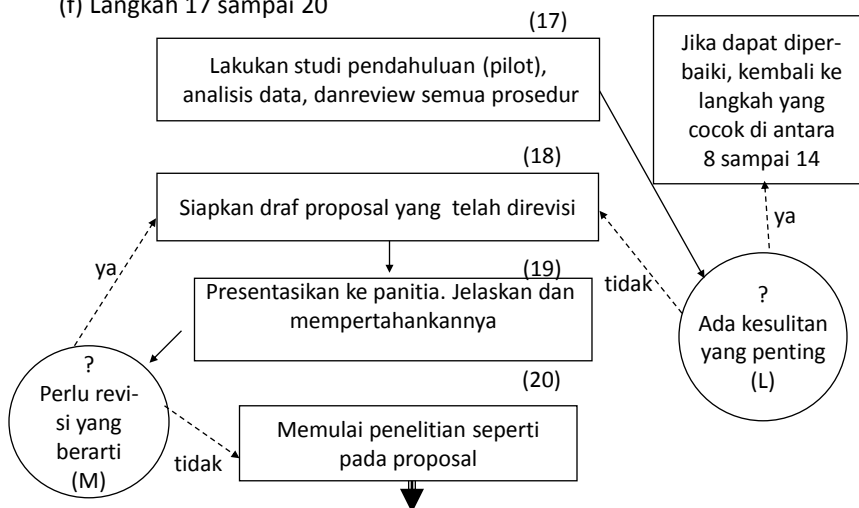 (f) Langkah 17 sampai 20
(17)
Lakukan studi pendahuluan (pilot),
analisis data, danreview semua prosedur
Jika dapat diper-
baiki, kembali ke
langkah yang
cocok di antara
8 sampai 14
(18)
Siapkan draf proposal yang telah direvisi
ya
ya
(19)
Presentasikan ke panitia. Jelaskan dan
mempertahankannya
tidak
?
Ada kesulitan
yang penting
(L)
?
Perlu revi-
si yang
berarti
(M)
(20)
Memulai penelitian seperti
pada proposal
tidak